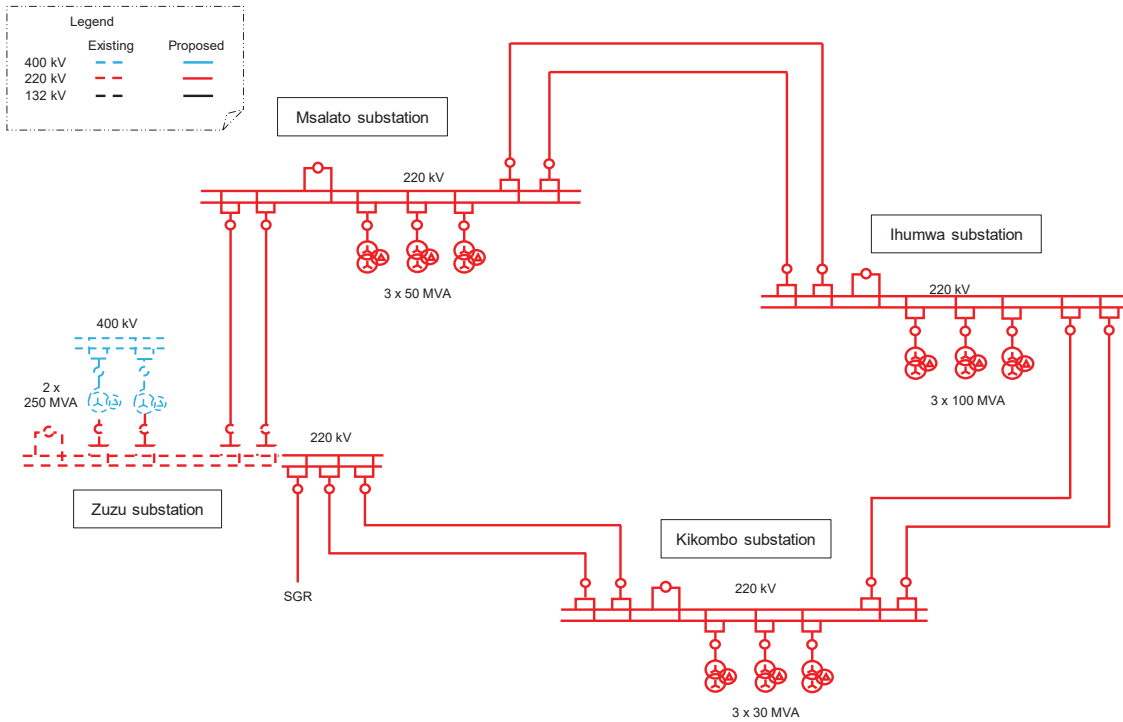 Legend
Existing Proposed
400 kV
220 kV
132 kV
Msalato substation
220 kV
3 x 50 MVA
Ihumwa substation
220 kV
3 x 100 MVA
400 kV
2 x
250 MVA
220 kV
Zuzu substation
SGR
Kikombo substation
220 kV
3 x 30 MVA